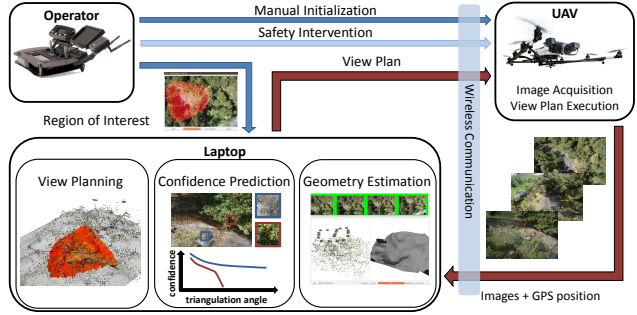 Operator
Manual Initialization
Safety Intervention
View Plan
UAV
Image Acquisition
View Plan Execution
Region of Interest
Wireless Communication
Laptop
View Planning
Confidence Prediction
Geometry Estimation
confidence
triangulation angle
Images + GPS position